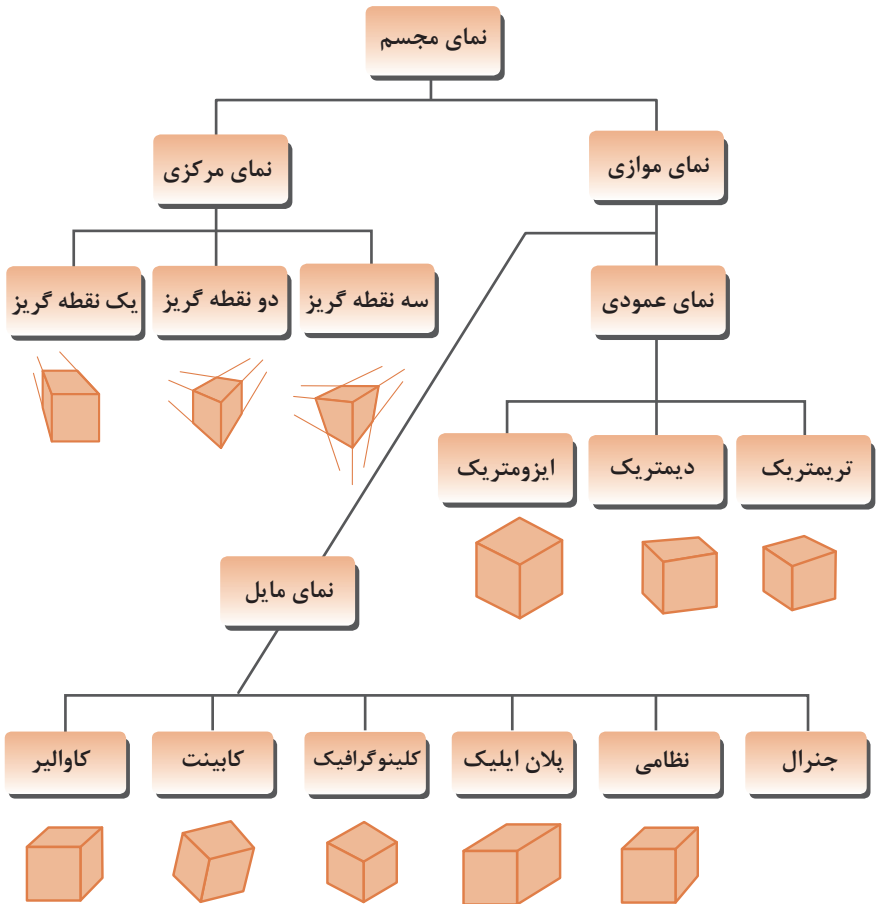 نمای مجسم
نمای موازی
نمای مرکزی
نمای عمودی
سه نقطه گریز
دو نقطه گریز
یک نقطه گریز
تریمتریک
دیمتریک
ایزومتریک
نمای مایل
جنرال
نظامی
پلان ایلیک
کلینوگرافیک
کابینت
کاوالیر